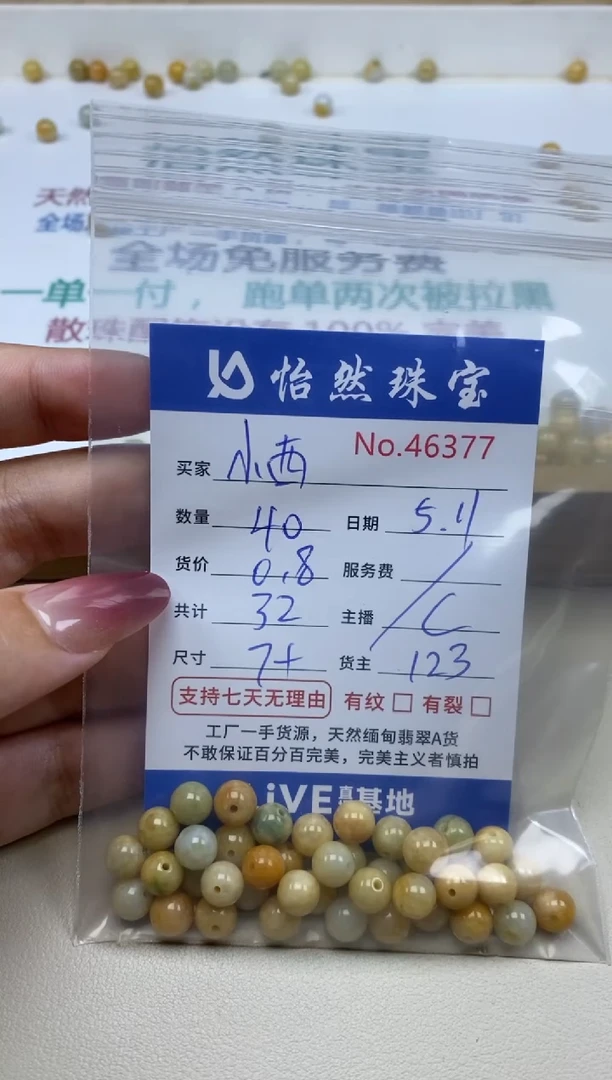 全场免服务费
一单一付， 跑单两次被拉黑
怡然珠宝
No.46377
买家 小西
数量 40 日期 5.11
货价 0.8 服务费 /
共计 32 主播 C
尺寸 7+ 货主 123
支持七天无理由 有纹 □ 有裂 □
工厂一手货源，天然缅甸翡翠A货
不敢保证百分百完美，完美主义者慎拍
基地